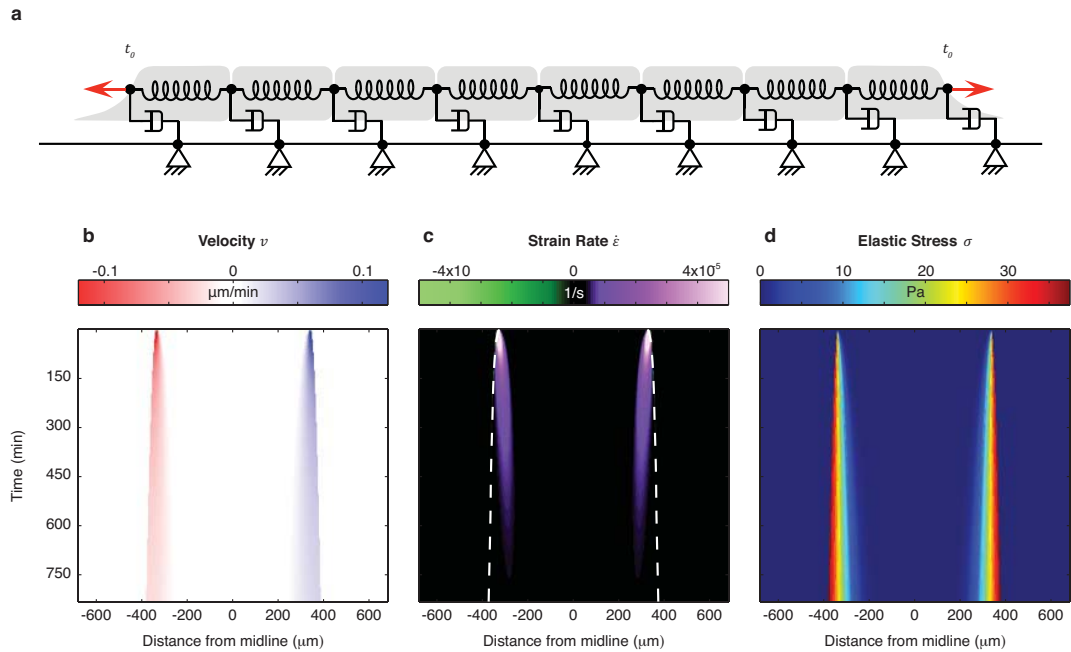 a
t₀ t₀
b Velocity v
c Strain Rate ε̇
d Elastic Stress σ
-0.1 0 0.1
μm/min
-4x10 0 4x10⁻⁵
1/s
0 10 20 30
Pa
150
300
450
600
750
Time (min)
-600 -400 -200 0 200 400 600
-600 -400 -200 0 200 400 600
-600 -400 -200 0 200 400 600
Distance from midline (μm)
Distance from midline (μm)
Distance from midline (μm)